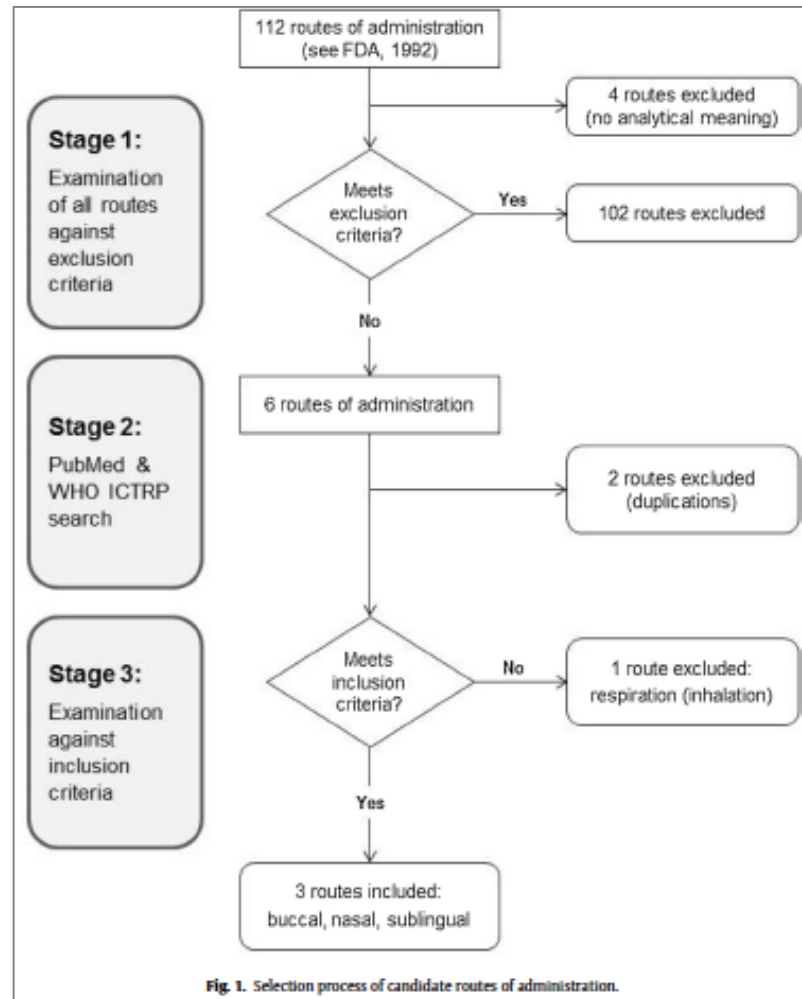 112 routes of administration
(see FDA, 1992)
4 routes excluded
(no analytical meaning)
Stage 1:
Examination
of all routes
against
exclusion
criteria
Meets
exclusion
criteria?
Yes
102 routes excluded
No
6 routes of administration
Stage 2:
PubMed &
WHO ICTRP
search
2 routes excluded
(duplications)
Stage 3:
Examination
against
inclusion
criteria
Meets
inclusion
criteria?
No
1 route excluded:
respiration (inhalation)
Yes
3 routes included:
buccal, nasal, sublingual
Fig. 1. Selection process of candidate routes of administration.